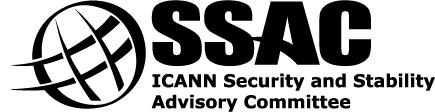 SSAC
ICANN Security and Stability
Advisory Committee